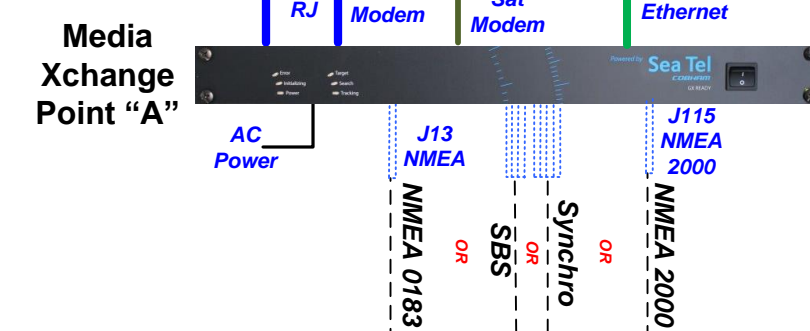 RJ
Modem
Sat
Modem
Ethernet
Media
Xchange
Point “A”
Error
Initializing
Power
Target
Search
Tracking
Powered by Sea Tel
COBHAM
GX READY
AC
Power
J13
NMEA
J115
NMEA
2000
NMEA 0183
OR
SBS
OR
Synchro
OR
NMEA 2000